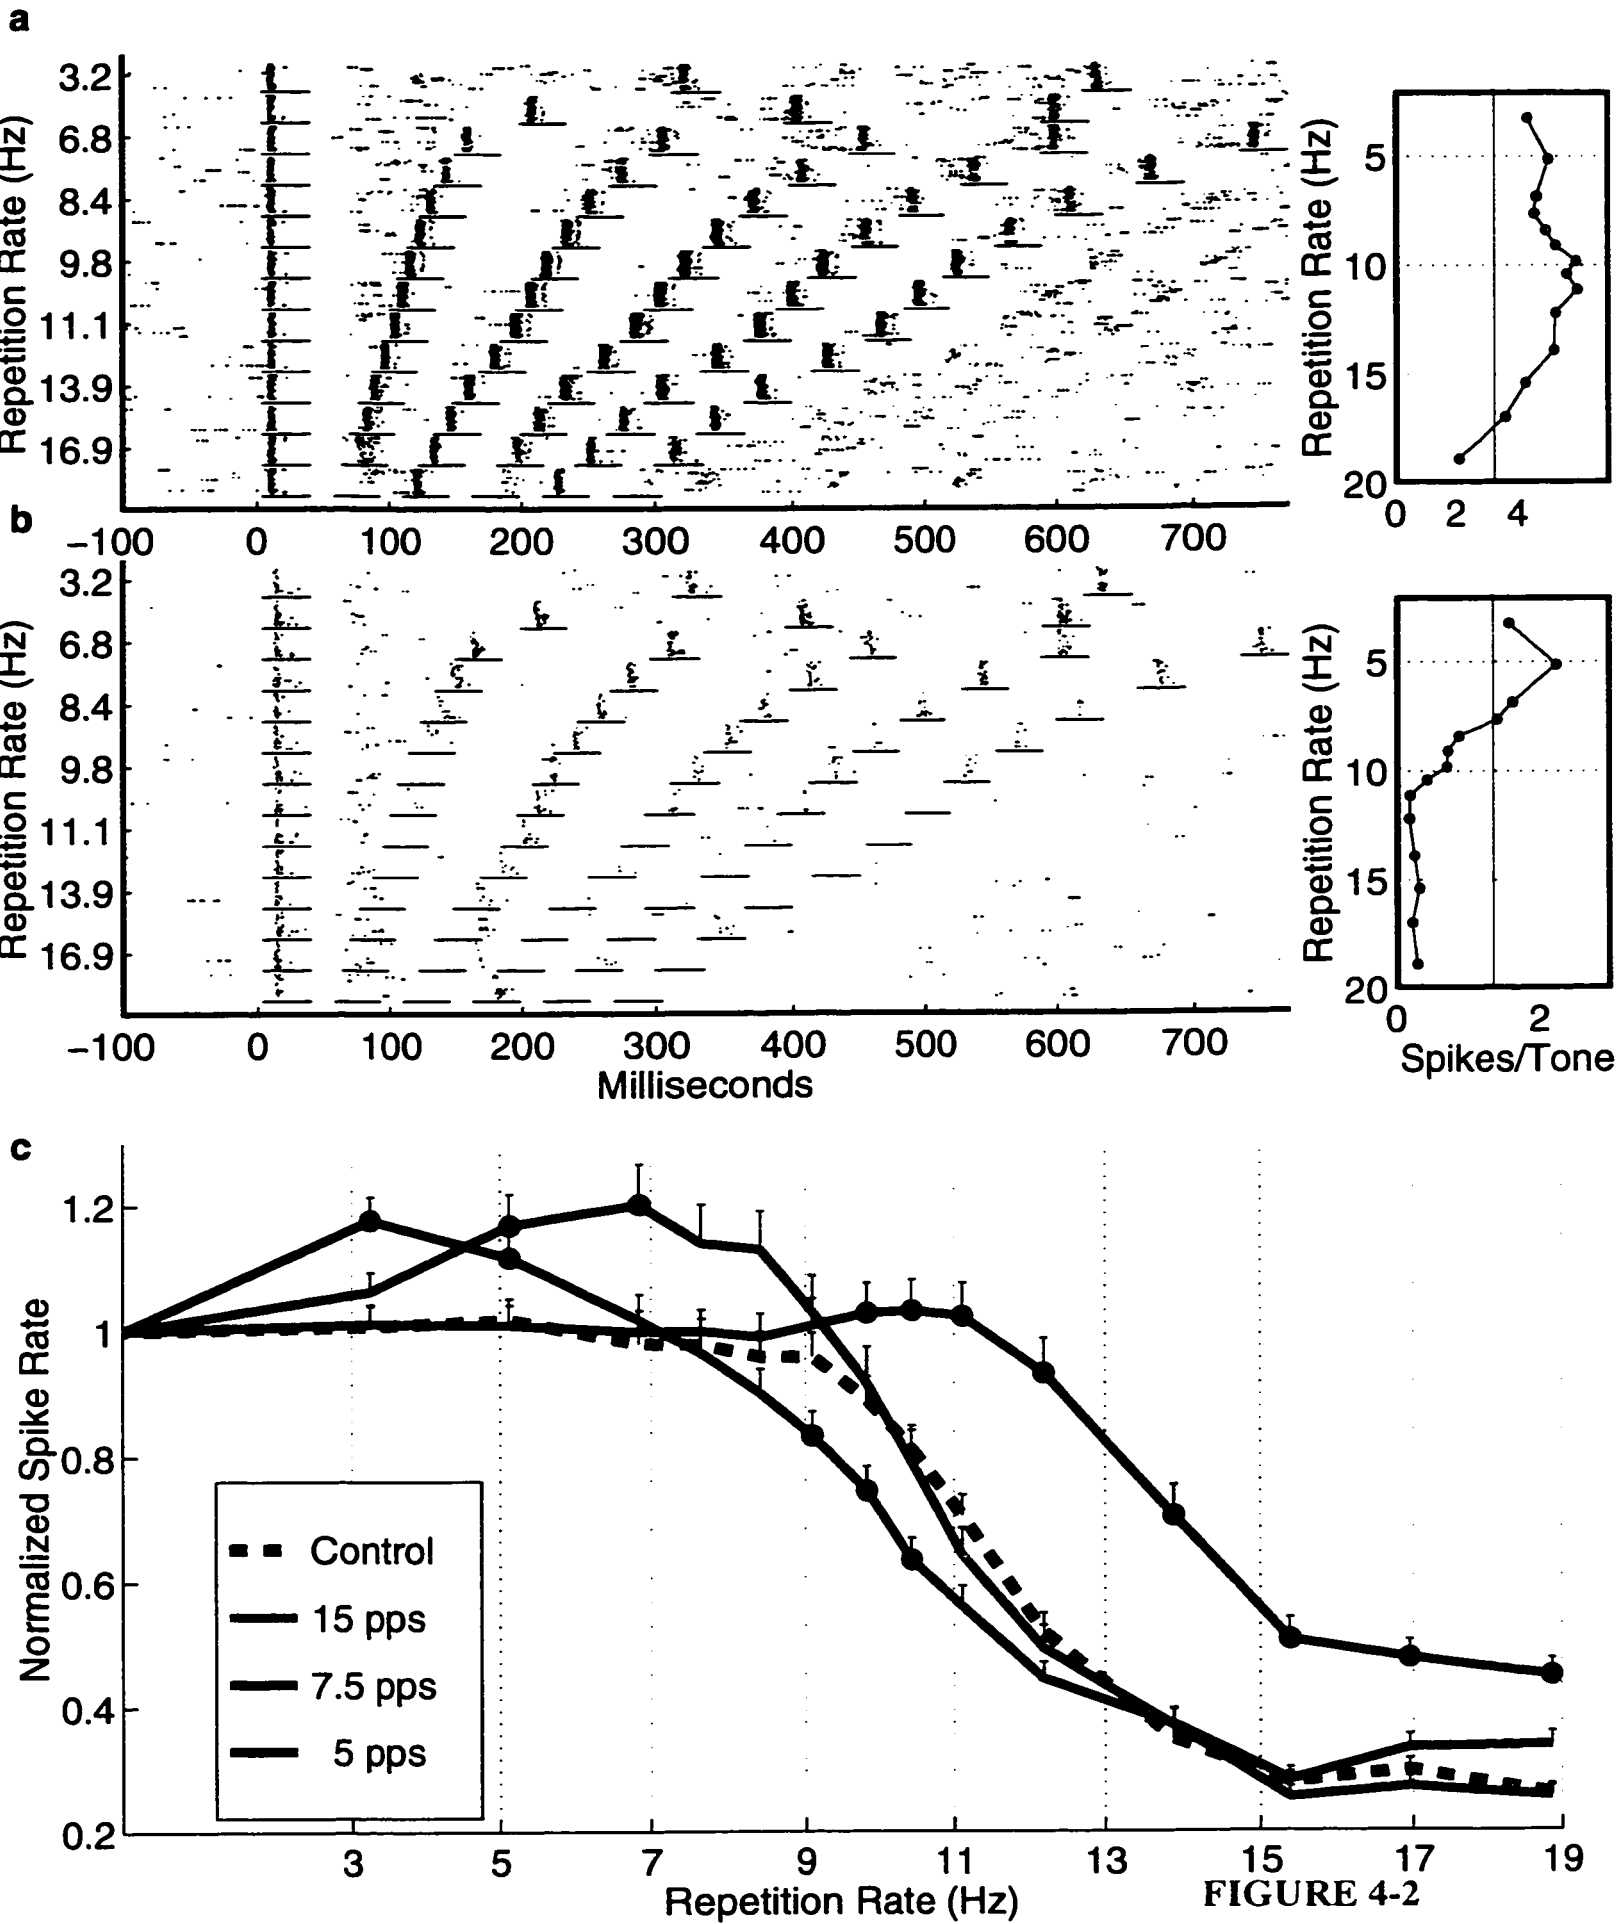 a
Repetition Rate (Hz)
3.2
6.8
8.4
9.8
11.1
13.9
16.9
−100 0 100 200 300 400 500 600 700
Repetition Rate (Hz)
5
10
15
20
0 2 4
b
Repetition Rate (Hz)
3.2
6.8
8.4
9.8
11.1
13.9
16.9
−100 0 100 200 300 400 500 600 700
Milliseconds
Repetition Rate (Hz)
5
10
15
20
0 2
Spikes/Tone
c
Normalized Spike Rate
1.2
1
0.8
0.6
0.4
0.2
Control
15 pps
7.5 pps
5 pps
3 5 7 9 11 13 15 17 19
Repetition Rate (Hz)
FIGURE 4-2